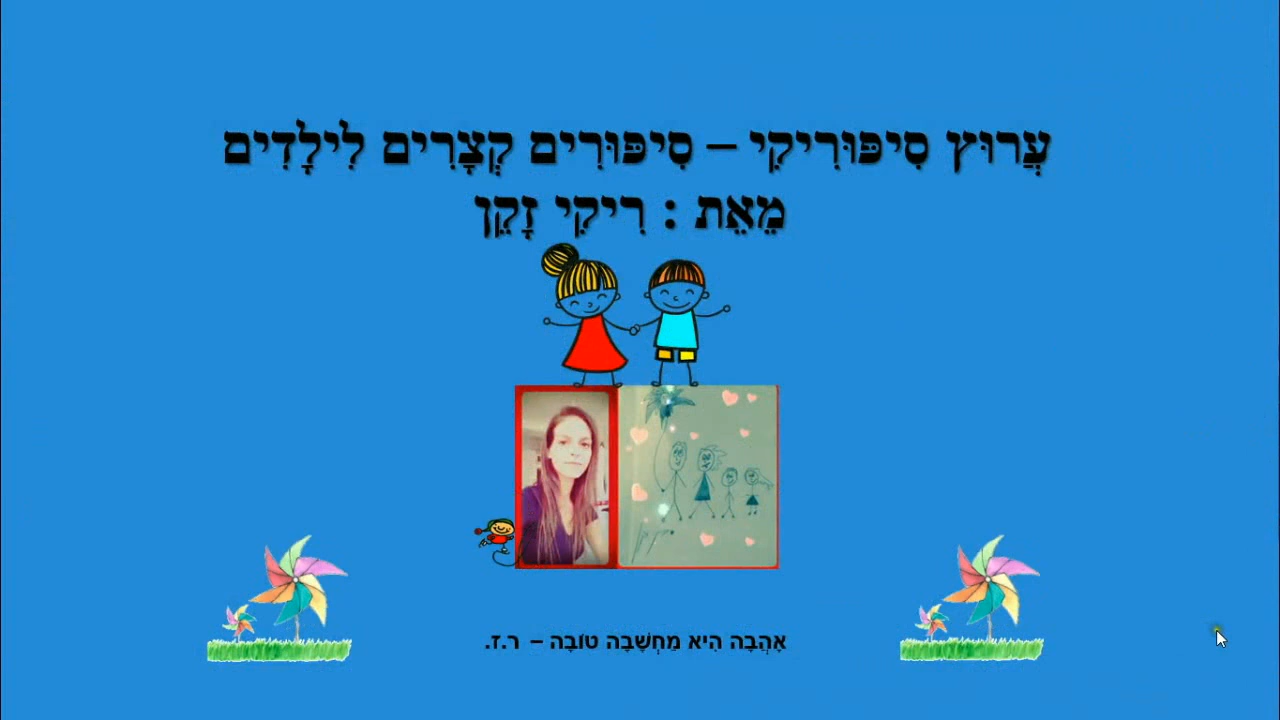 עֲרוּץ סִיפּוּרִיקִי – סִיפּוּרִים קְצָרִים לִילָדִים
מֵאֵת : רִיקִי זָקֵן
אַהֲבָה הִיא מַחְשָׁבָה טוֹבָה – ר.ז.